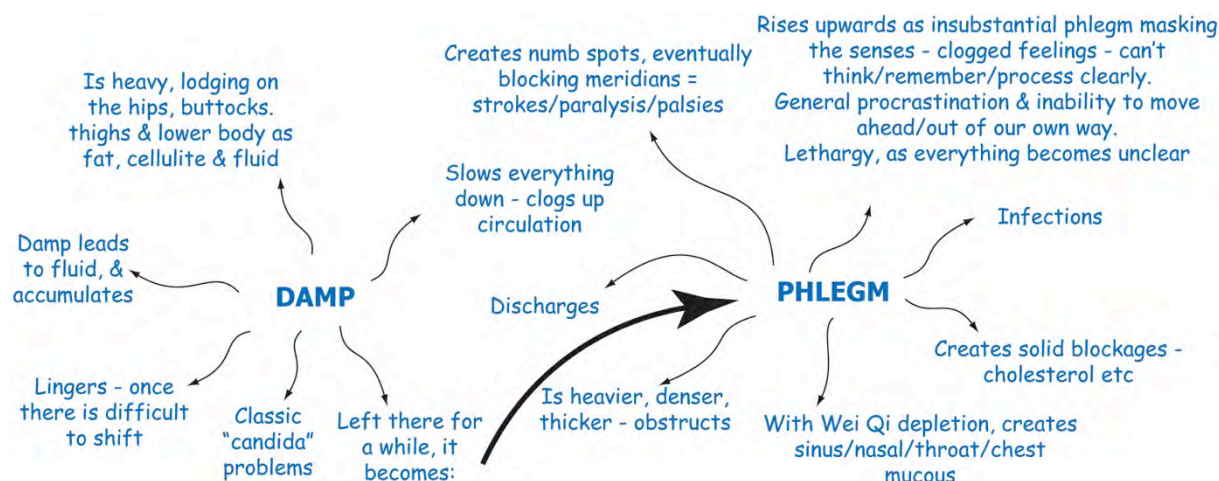 Is heavy, lodging on
the hips, buttocks.
thighs & lower body as
fat, cellulite & fluid
Slows everything
down - clogs up
circulation
Damp leads
to fluid, &
accumulates
DAMP
Lingers - once
there is difficult
to shift
Classic
"candida"
problems
Left there for
a while, it
becomes:
Creates numb spots, eventually
blocking meridians =
strokes/paralysis/palsies
Rises upwards as insubstantial phlegm masking
the senses - clogged feelings - can't
think/remember/process clearly.
General procrastination & inability to move
ahead/out of our own way.
Lethargy, as everything becomes unclear
Infections
Discharges
PHLEGM
Creates solid blockages -
cholesterol etc
Is heavier, denser,
thicker - obstructs
With Wei Qi depletion, creates
sinus/nasal/throat/chest
mucous